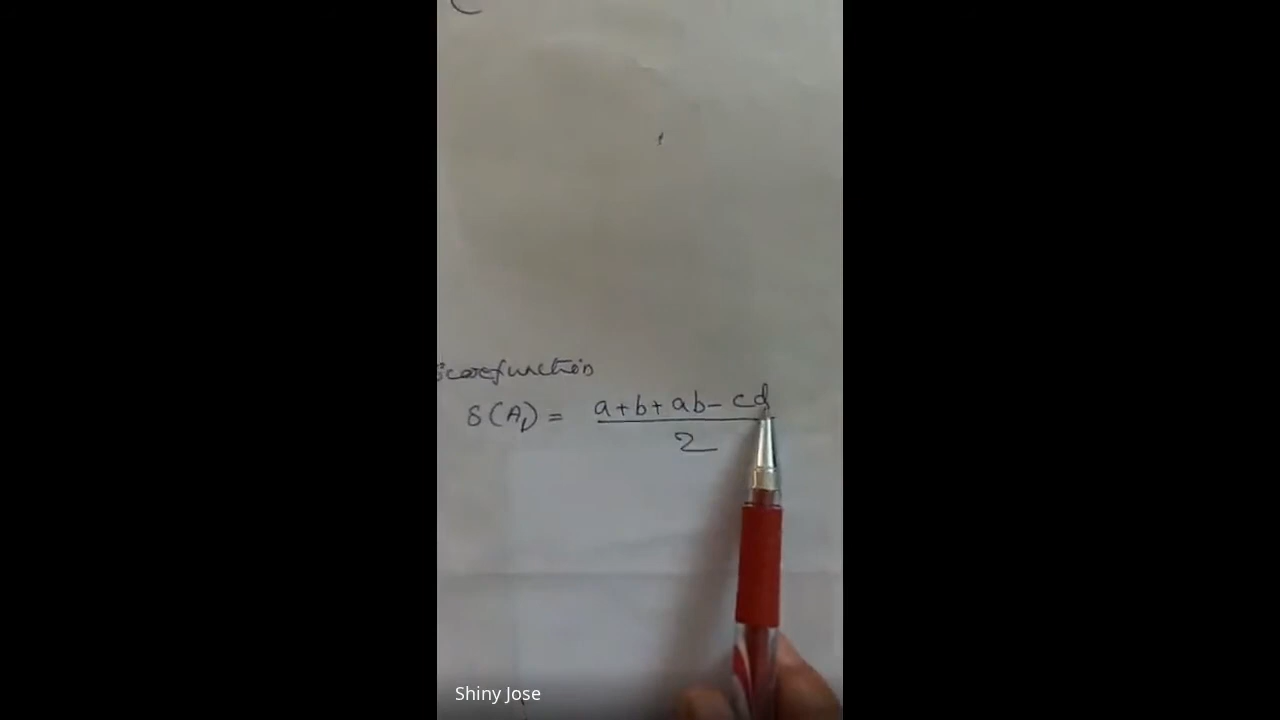 scorefunction
S(A₁) = a+b+ab-cd
2
Shiny Jose